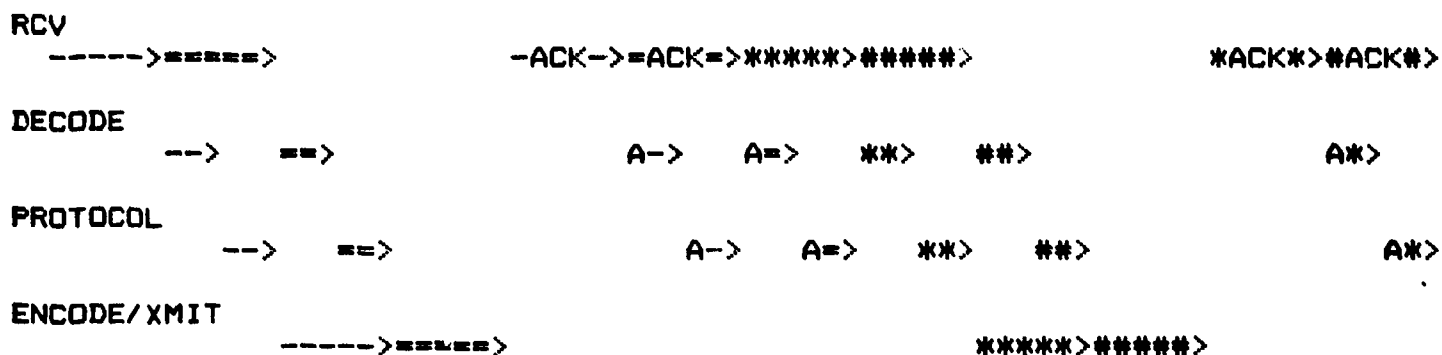 RCV
----->=====> -ACK->=ACK=>*****>#####> *ACK*>#ACK#>
DECODE
--> ==> A-> A=> **> ##> A*>
PROTOCOL
--> ==> A-> A=> **> ##> A*>
ENCODE/XMIT
----->=====> *****>#####>